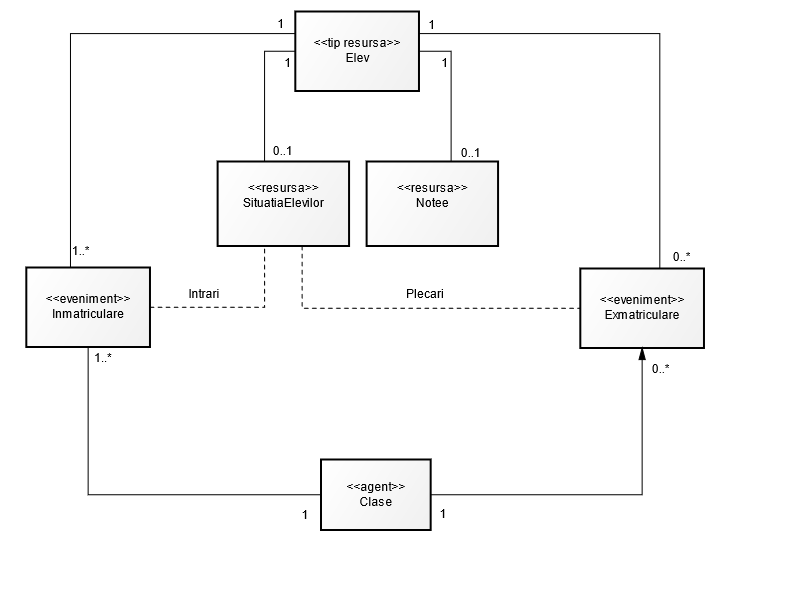 1
1
<<tip resursa>>
Elev
1
1
0..1
0..1
<<resursa>>
SituatiaElevilor
<<resursa>>
Notee
1..*
0..*
<<eveniment>>
Inmatriculare
Intrari
Plecari
<<eveniment>>
Exmatriculare
1..*
0..*
<<agent>>
Clase
1
1